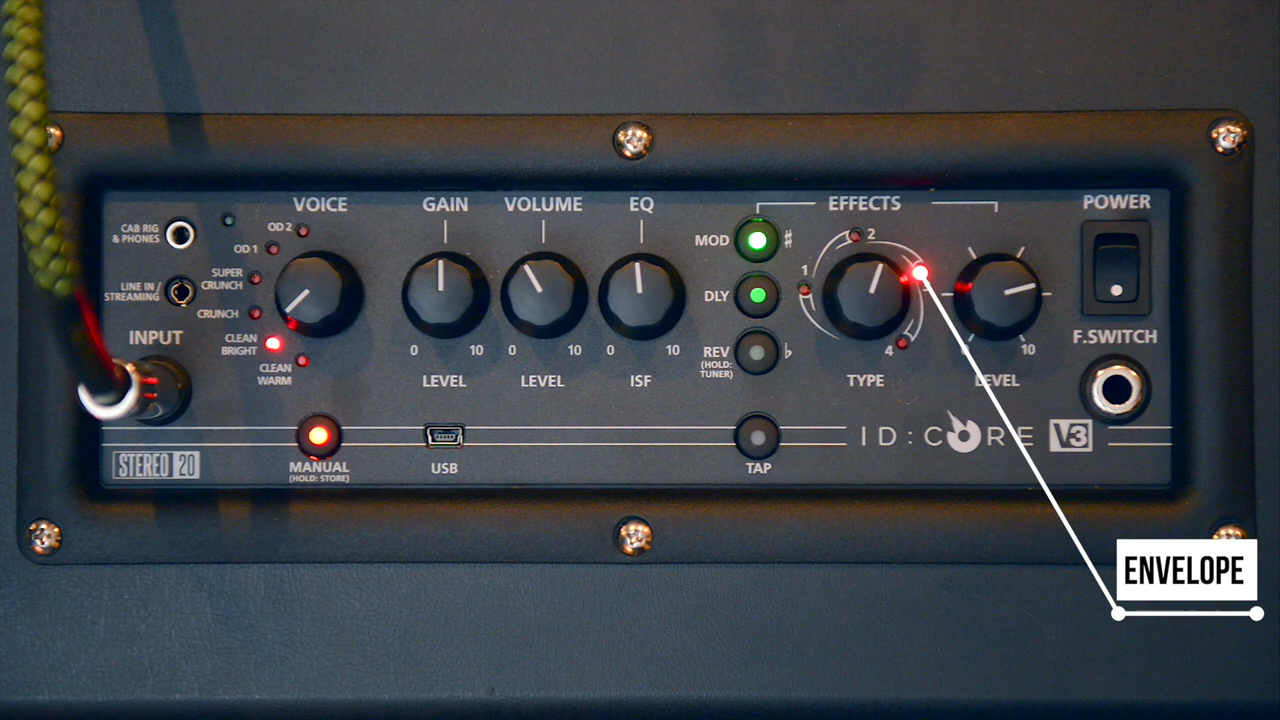 VOICE
GAIN
VOLUME
EQ
EFFECTS
POWER
CAB RIG
& PHONES
OD 2
OD 1
SUPER
CRUNCH
CRUNCH
CLEAN
BRIGHT
CLEAN
WARM
LINE IN/
STREAMING
INPUT
0 10
LEVEL
0 10
LEVEL
0 10
ISF
MOD ♯
DLY
REV ♭
(HOLD:
TUNER)
1
2
4
TYPE
10
LEVEL
F.SWITCH
MANUAL
(HOLD: STORE)
USB
TAP
ID:CORE V3
STEREO 20
ENVELOPE